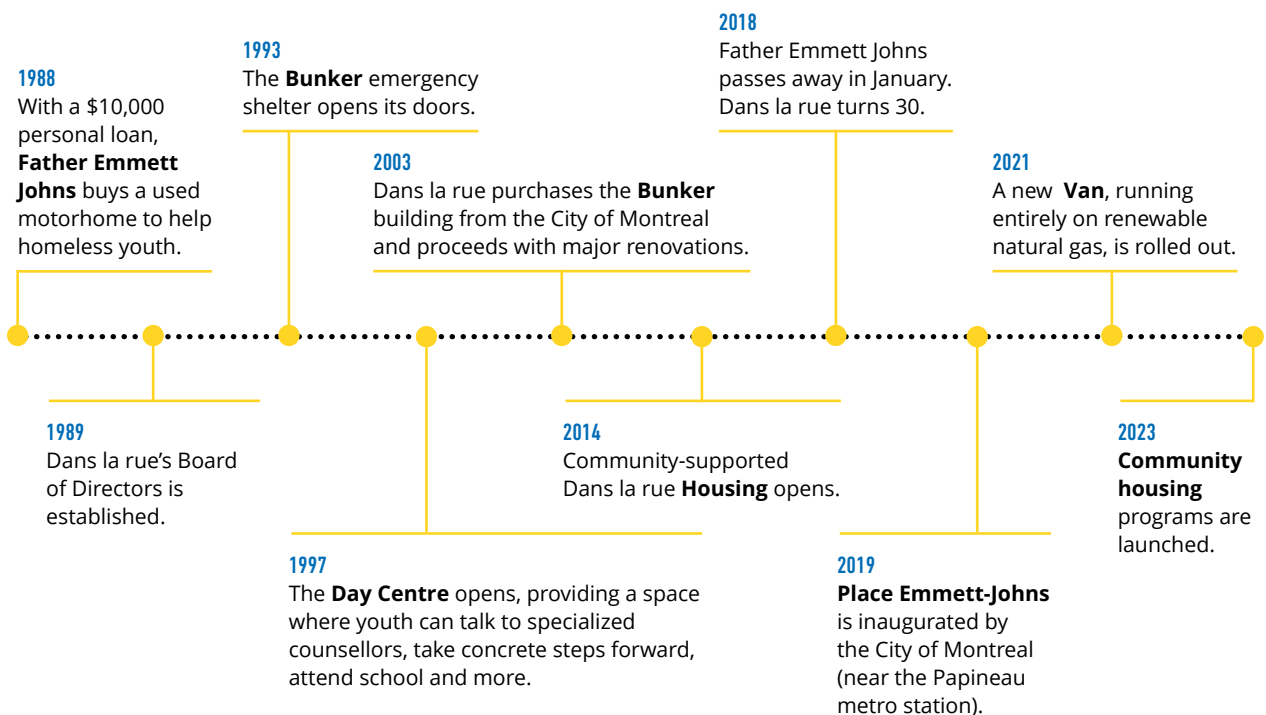 1988
With a $10,000
personal loan,
Father Emmett
Johns buys a used
motorhome to help
homeless youth.
1989
Dans la rue’s Board
of Directors is
established.
1993
The Bunker emergency
shelter opens its doors.
1997
The Day Centre opens, providing a space
where youth can talk to specialized
counsellors, take concrete steps forward,
attend school and more.
2003
Dans la rue purchases the Bunker
building from the City of Montreal
and proceeds with major renovations.
2014
Community-supported
Dans la rue Housing opens.
2018
Father Emmett Johns
passes away in January.
Dans la rue turns 30.
2019
Place Emmett-Johns
is inaugurated by
the City of Montreal
(near the Papineau
metro station).
2021
A new Van, running
entirely on renewable
natural gas, is rolled out.
2023
Community
housing
programs are
launched.